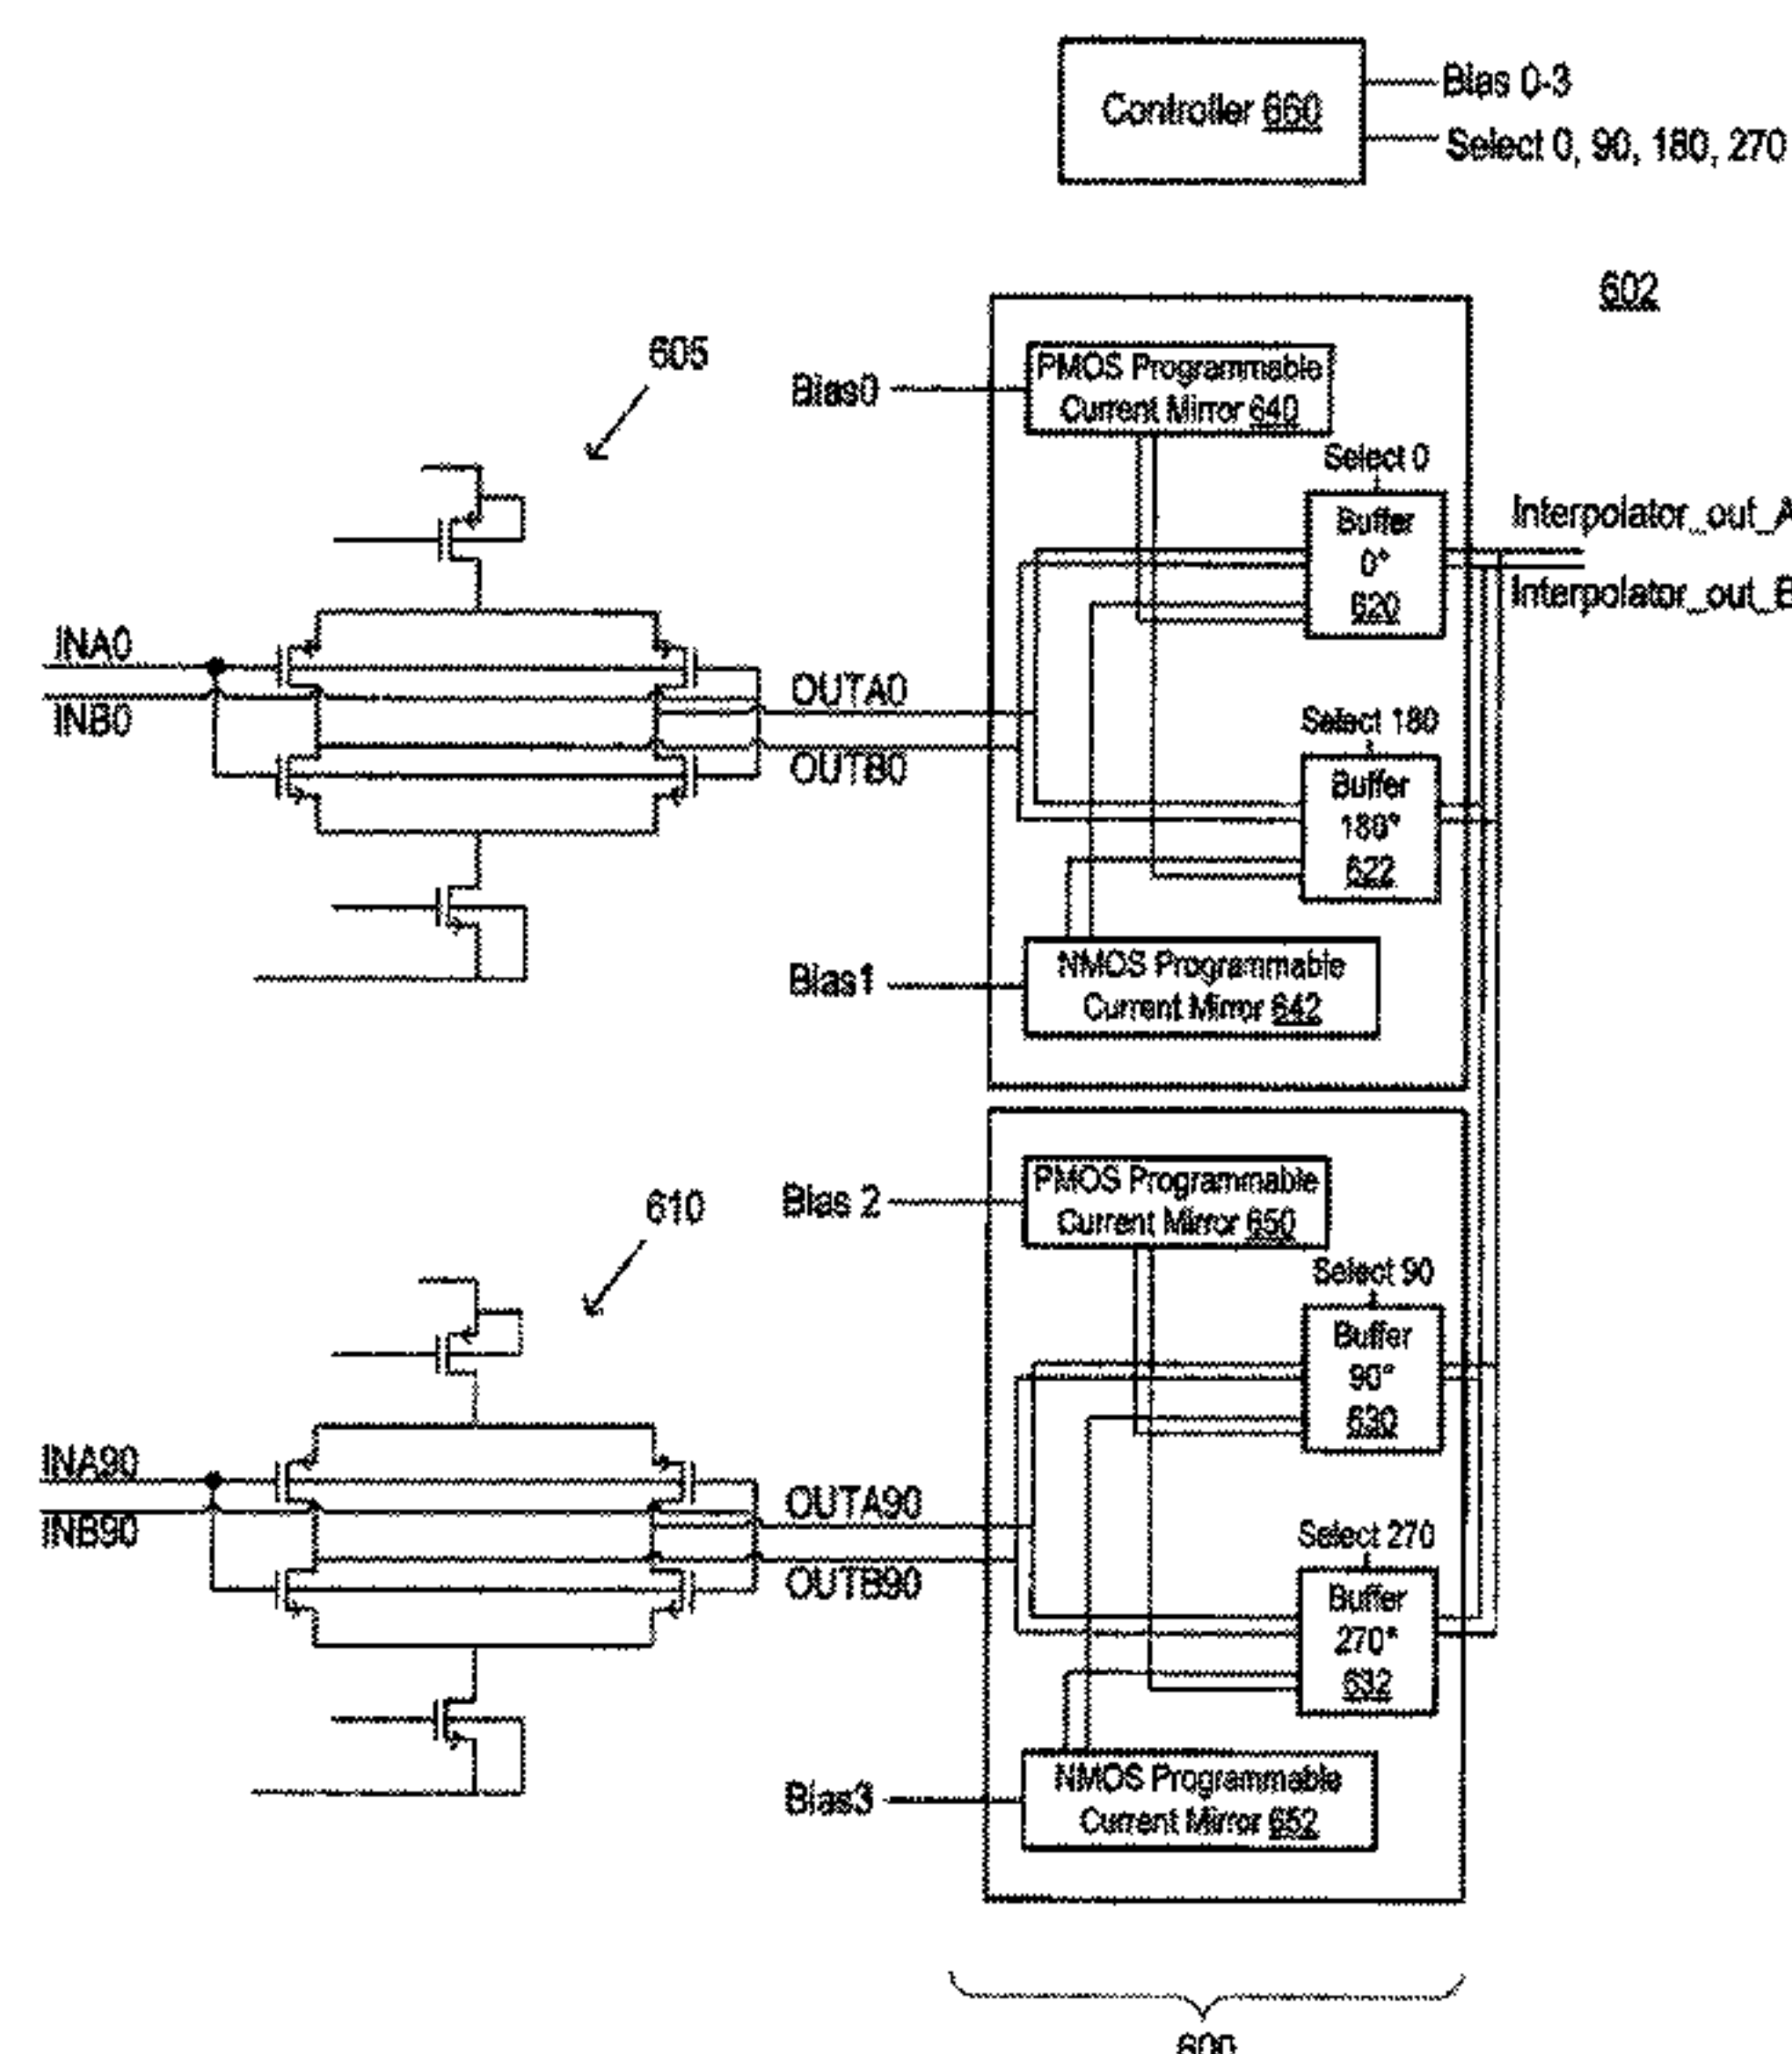 Controller 660
Bias 0-3
Select 0, 90, 180, 270
602
605
Bias0
PMOS Programmable
Current Mirror 640
Select 0
Buffer
0°
620
Interpolator_out_A
Interpolator_out_B
INA0
INB0
OUTA0
OUTB0
Select 180
Buffer
180°
622
Bias1
NMOS Programmable
Current Mirror 642
610
Bias 2
PMOS Programmable
Current Mirror 650
Select 90
Buffer
90°
630
INA90
INB90
OUTA90
OUTB90
Select 270
Buffer
270°
632
Bias3
NMOS Programmable
Current Mirror 652
600